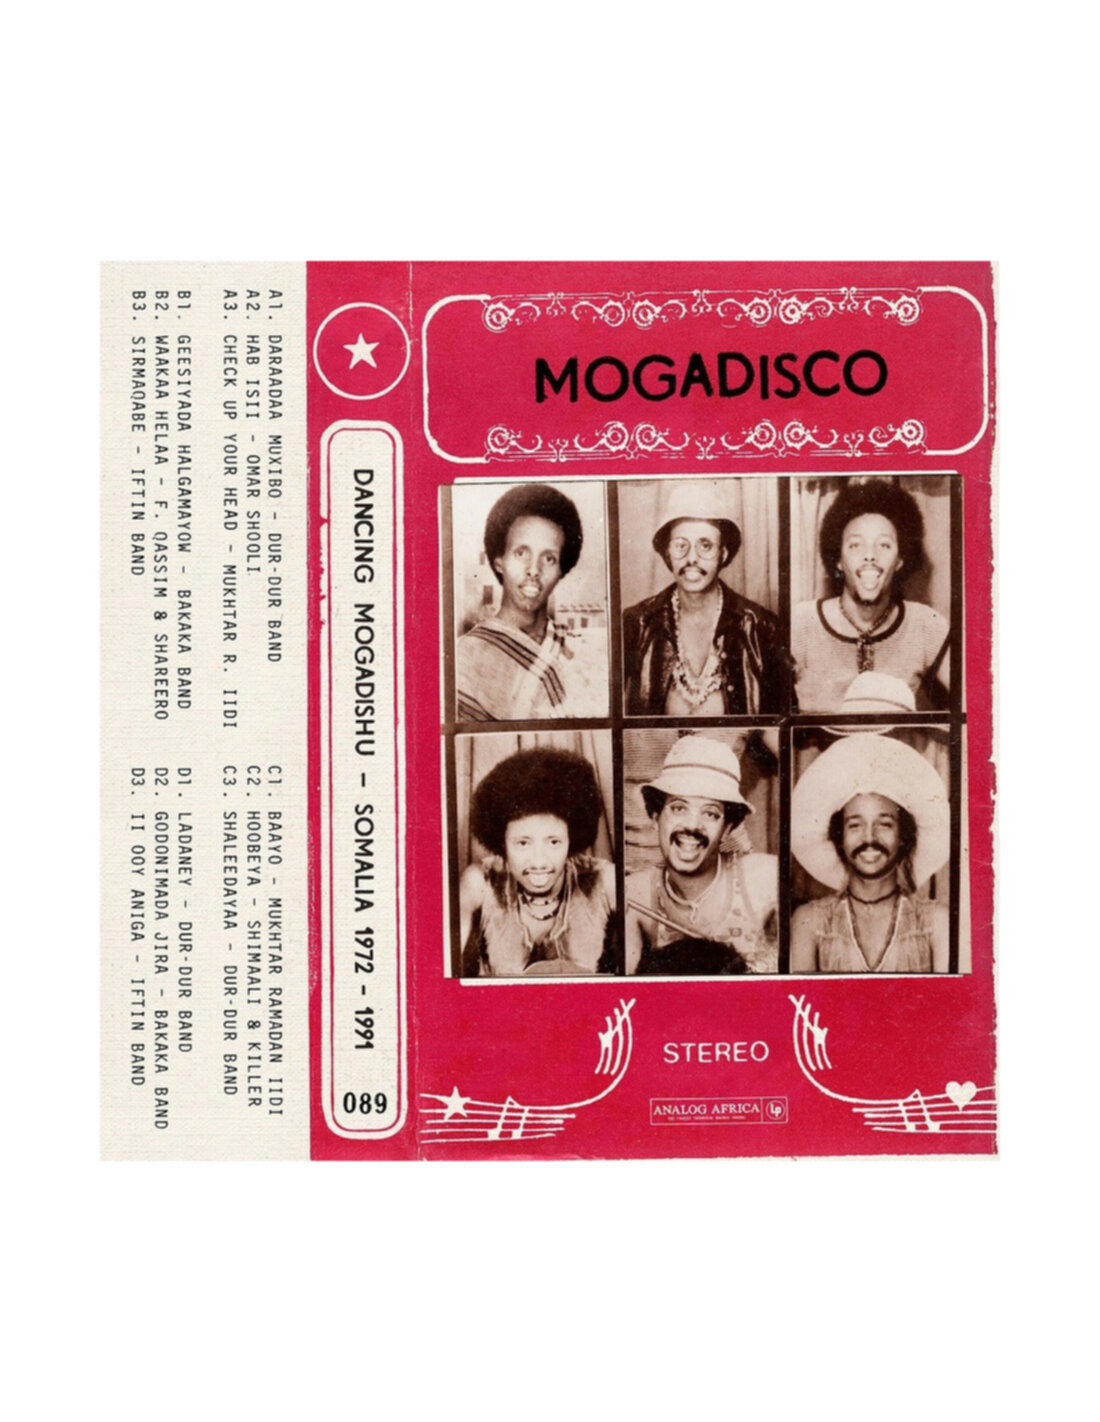 A1. DARAADAA MUXIBO - DUR-DUR BAND
A2. HAB ISII - OMAR SHOOLI
A3. CHECK UP YOUR HEAD - MUKHTAR R. IIDI
B1. GEESIYADA HALGAMAYOW - BAKAKA BAND
B2. WAAKAA HELAA - F. QASSIM & SHAREERO
B3. SIRMAQABE - IFTIN BAND
C1. BAAYO - MUKHTAR RAMADAN IIDI
C2. HOOBEYA - SHIMAALI & KILLER
C3. SHALEEDAYAA - DUR-DUR BAND
D1. LADANEY - DUR-DUR BAND
D2. GODONIMADA JIRA - BAKAKA BAND
D3. II OOY ANIGA - IFTIN BAND
DANCING MOGADISHU - SOMALIA 1972 - 1991
089
MOGADISCO
STEREO
ANALOG AFRICA
LP